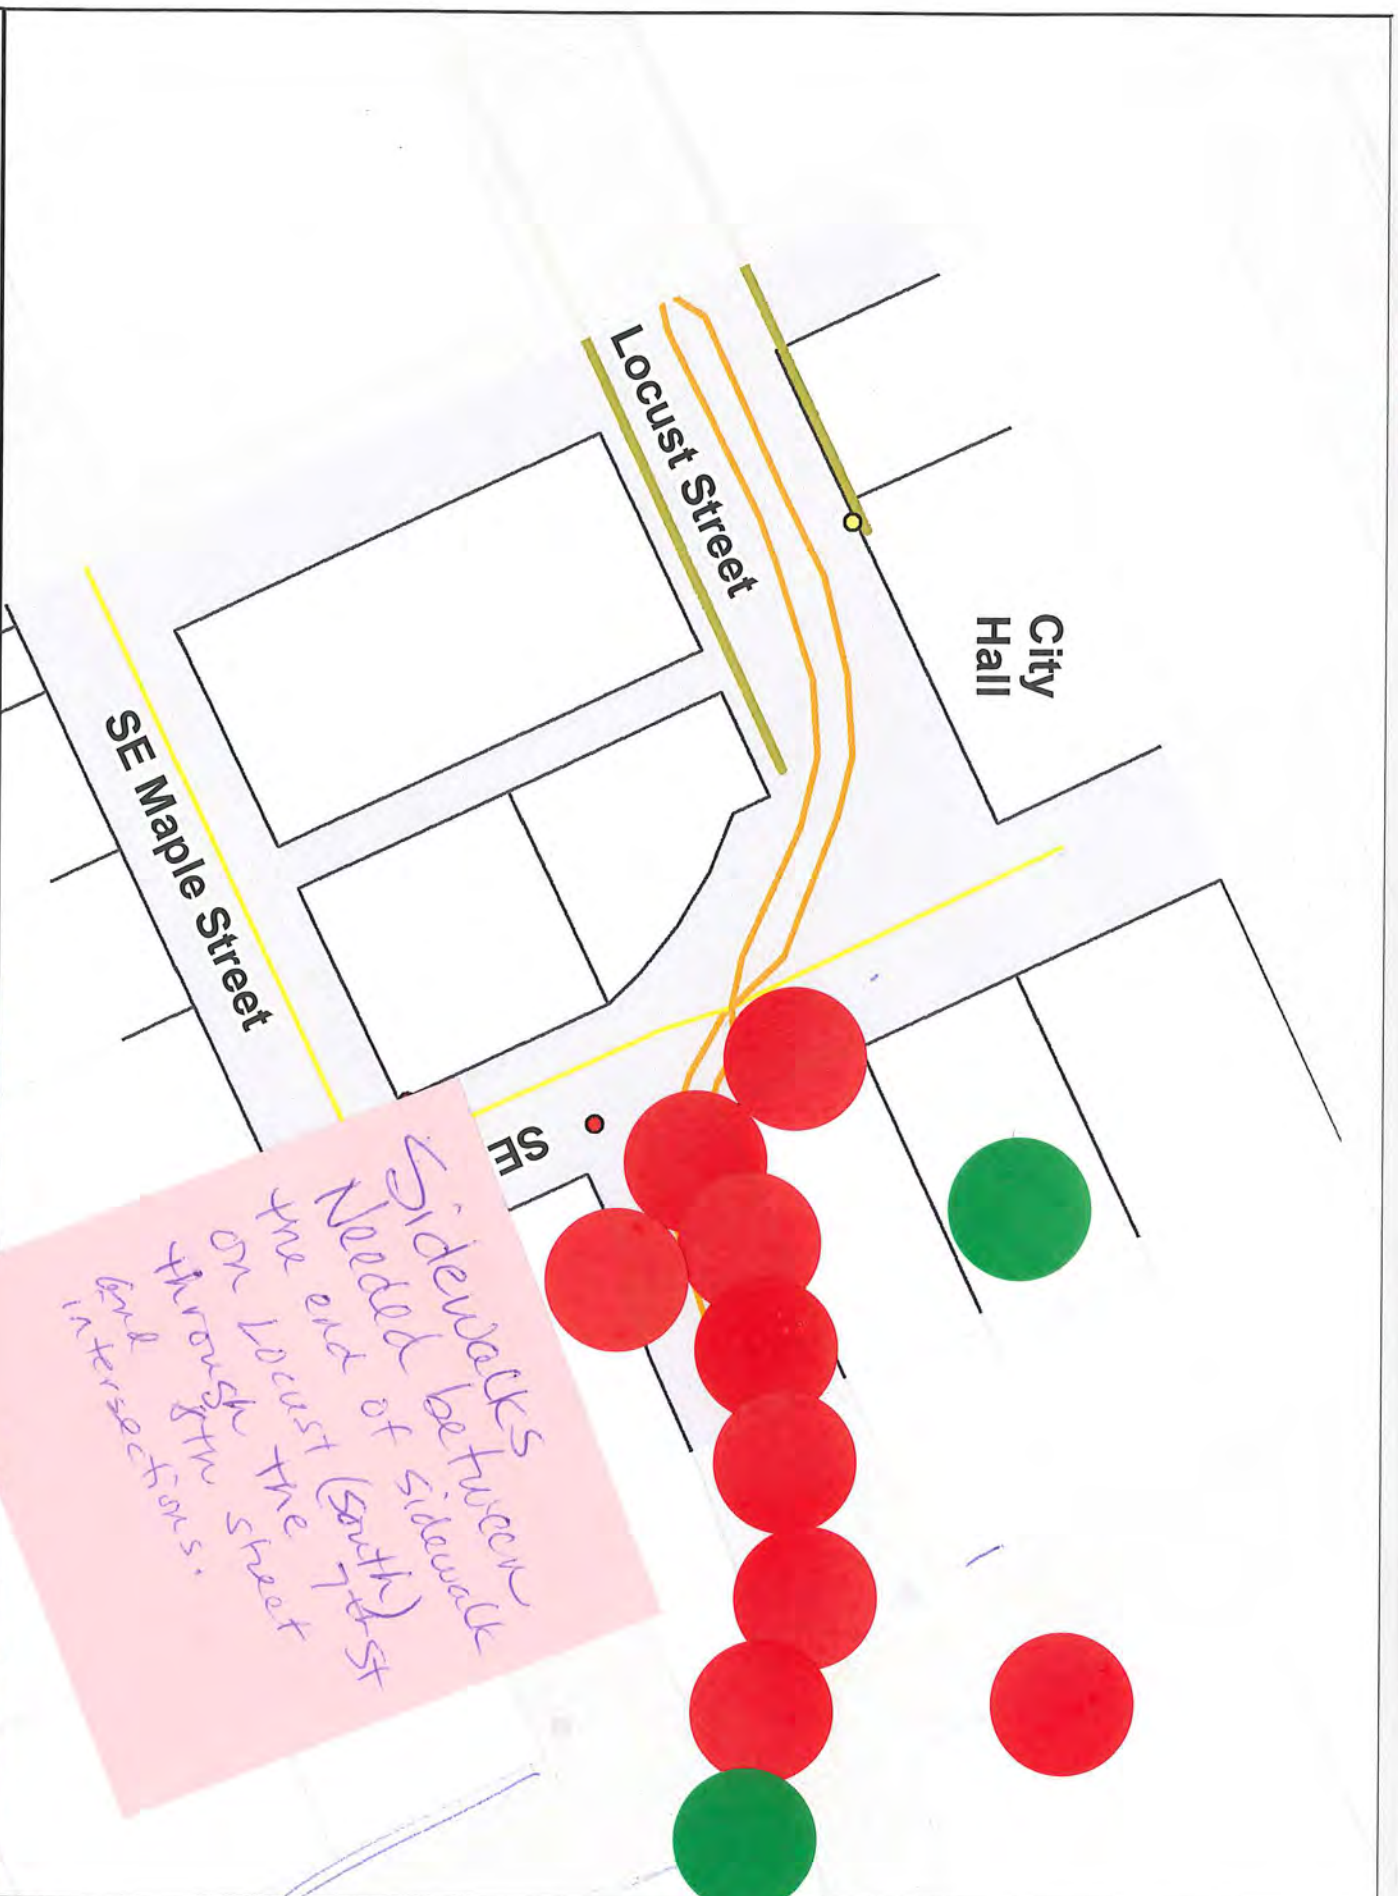 City
Hall
Locust Street
SE Maple Street
SE
Sidewalks
Needed between
the end of sidewalk
on Locust (south)
through the 7th St
and 8th street
intersections.